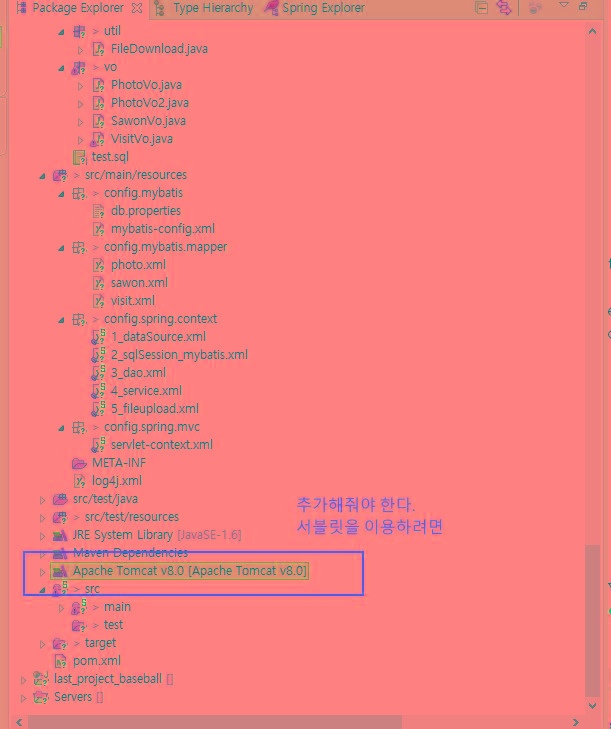 Package Explorer Type Hierarchy Spring Explorer
> util
FileDownload.java
> vo
PhotoVo.java
PhotoVo2.java
SawonVo.java
VisitVo.java
test.sql
> src/main/resources
> config.mybatis
db.properties
mybatis-config.xml
> config.mybatis.mapper
photo.xml
sawon.xml
visit.xml
> config.spring.context
1_dataSource.xml
2_sqlSession_mybatis.xml
3_dao.xml
4_service.xml
5_fileupload.xml
> config.spring.mvc
servlet-context.xml
META-INF
log4j.xml
src/test/java
추가해줘야 한다.
> src/test/resources
서블릿을 이용하려면
JRE System Library [JavaSE-1.6]
Maven Dependencies
Apache Tomcat v8.0 [Apache Tomcat v8.0]
> src
> main
> test
> target
pom.xml
> last_project_baseball []
> Servers []